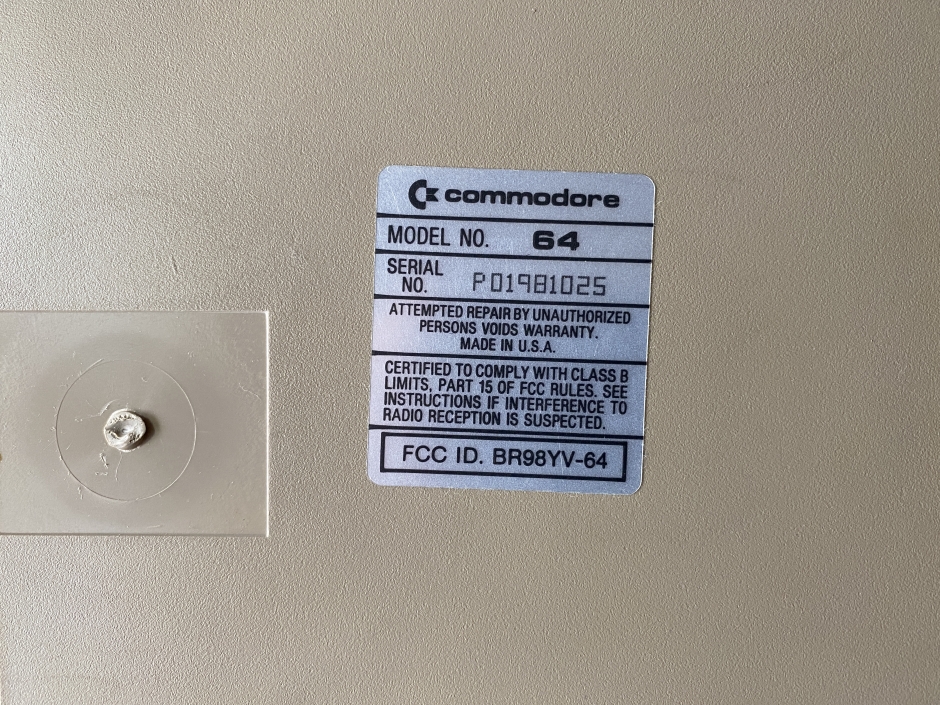 commodore
MODEL NO. 64
SERIAL NO. P01981025
ATTEMPTED REPAIR BY UNAUTHORIZED
PERSONS VOIDS WARRANTY.
MADE IN U.S.A.
CERTIFIED TO COMPLY WITH CLASS B
LIMITS, PART 15 OF FCC RULES. SEE
INSTRUCTIONS IF INTERFERENCE TO
RADIO RECEPTION IS SUSPECTED.
FCC ID. BR98YV-64